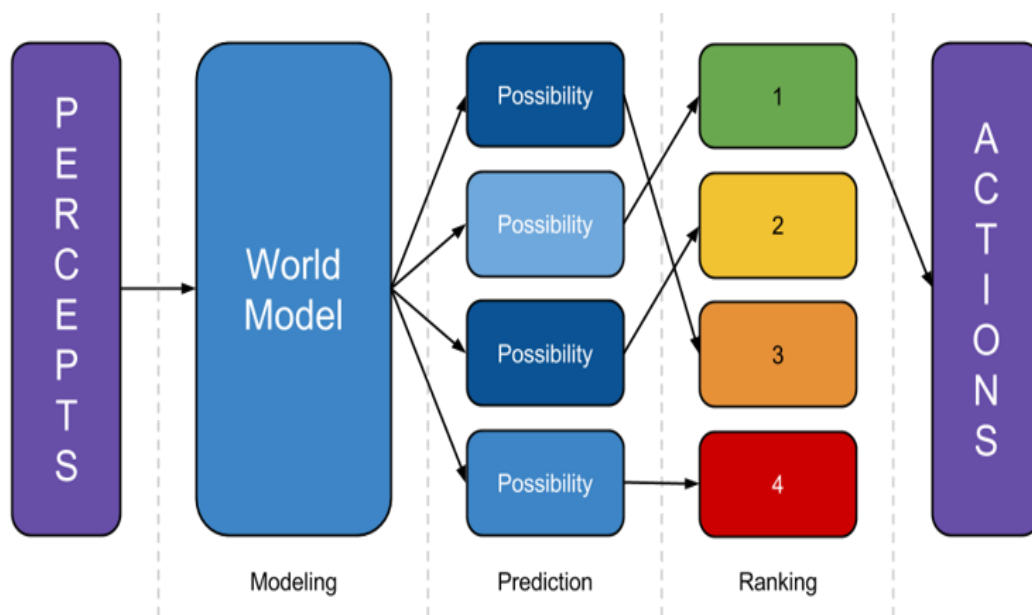 PERCEPTS
World
Model
Possibility
Possibility
Possibility
Possibility
1
2
3
4
ACTIONS
Modeling
Prediction
Ranking